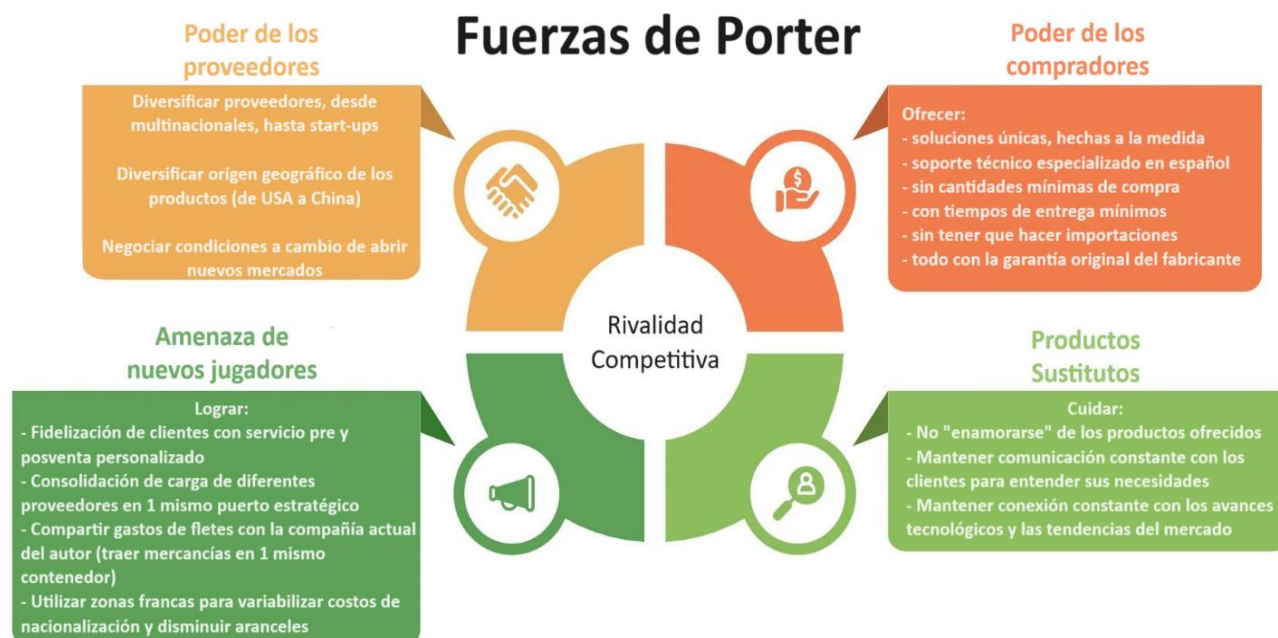 Fuerzas de Porter
Poder de los
proveedores
Diversificar proveedores, desde
multinacionales, hasta start-ups
Diversificar origen geográfico de los
productos (de USA a China)
Negociar condiciones a cambio de abrir
nuevos mercados
Poder de los
compradores
Ofrecer:
- soluciones únicas, hechas a la medida
- soporte técnico especializado en español
- sin cantidades mínimas de compra
- con tiempos de entrega mínimos
- sin tener que hacer importaciones
- todo con la garantía original del fabricante
$
Rivalidad
Competitiva
Amenaza de
nuevos jugadores
Lograr:
- Fidelización de clientes con servicio pre y
posventa personalizado
- Consolidación de carga de diferentes
proveedores en 1 mismo puerto estratégico
- Compartir gastos de fletes con la compañía actual
del autor (traer mercancías en 1 mismo
contenedor)
- Utilizar zonas francas para variabilizar costos de
nacionalización y disminuir aranceles
Productos
Sustitutos
Cuidar:
- No "enamorarse" de los productos ofrecidos
- Mantener comunicación constante con los
clientes para entender sus necesidades
- Mantener conexión constante con los avances
tecnológicos y las tendencias del mercado